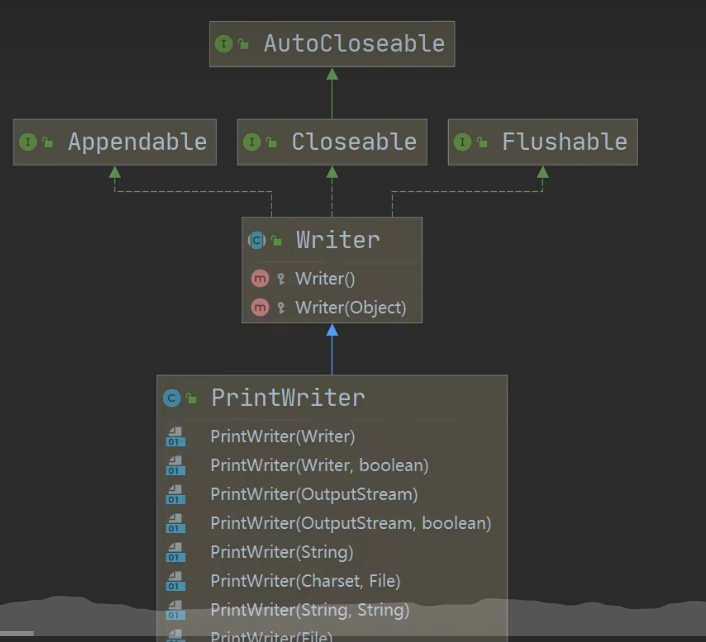 AutoCloseable
Appendable
Closeable
Flushable
Writer
Writer()
Writer(Object)
PrintWriter
PrintWriter(Writer)
PrintWriter(Writer, boolean)
PrintWriter(OutputStream)
PrintWriter(OutputStream, boolean)
PrintWriter(String)
PrintWriter(Charset, File)
PrintWriter(String, String)
PrintWriter(File)